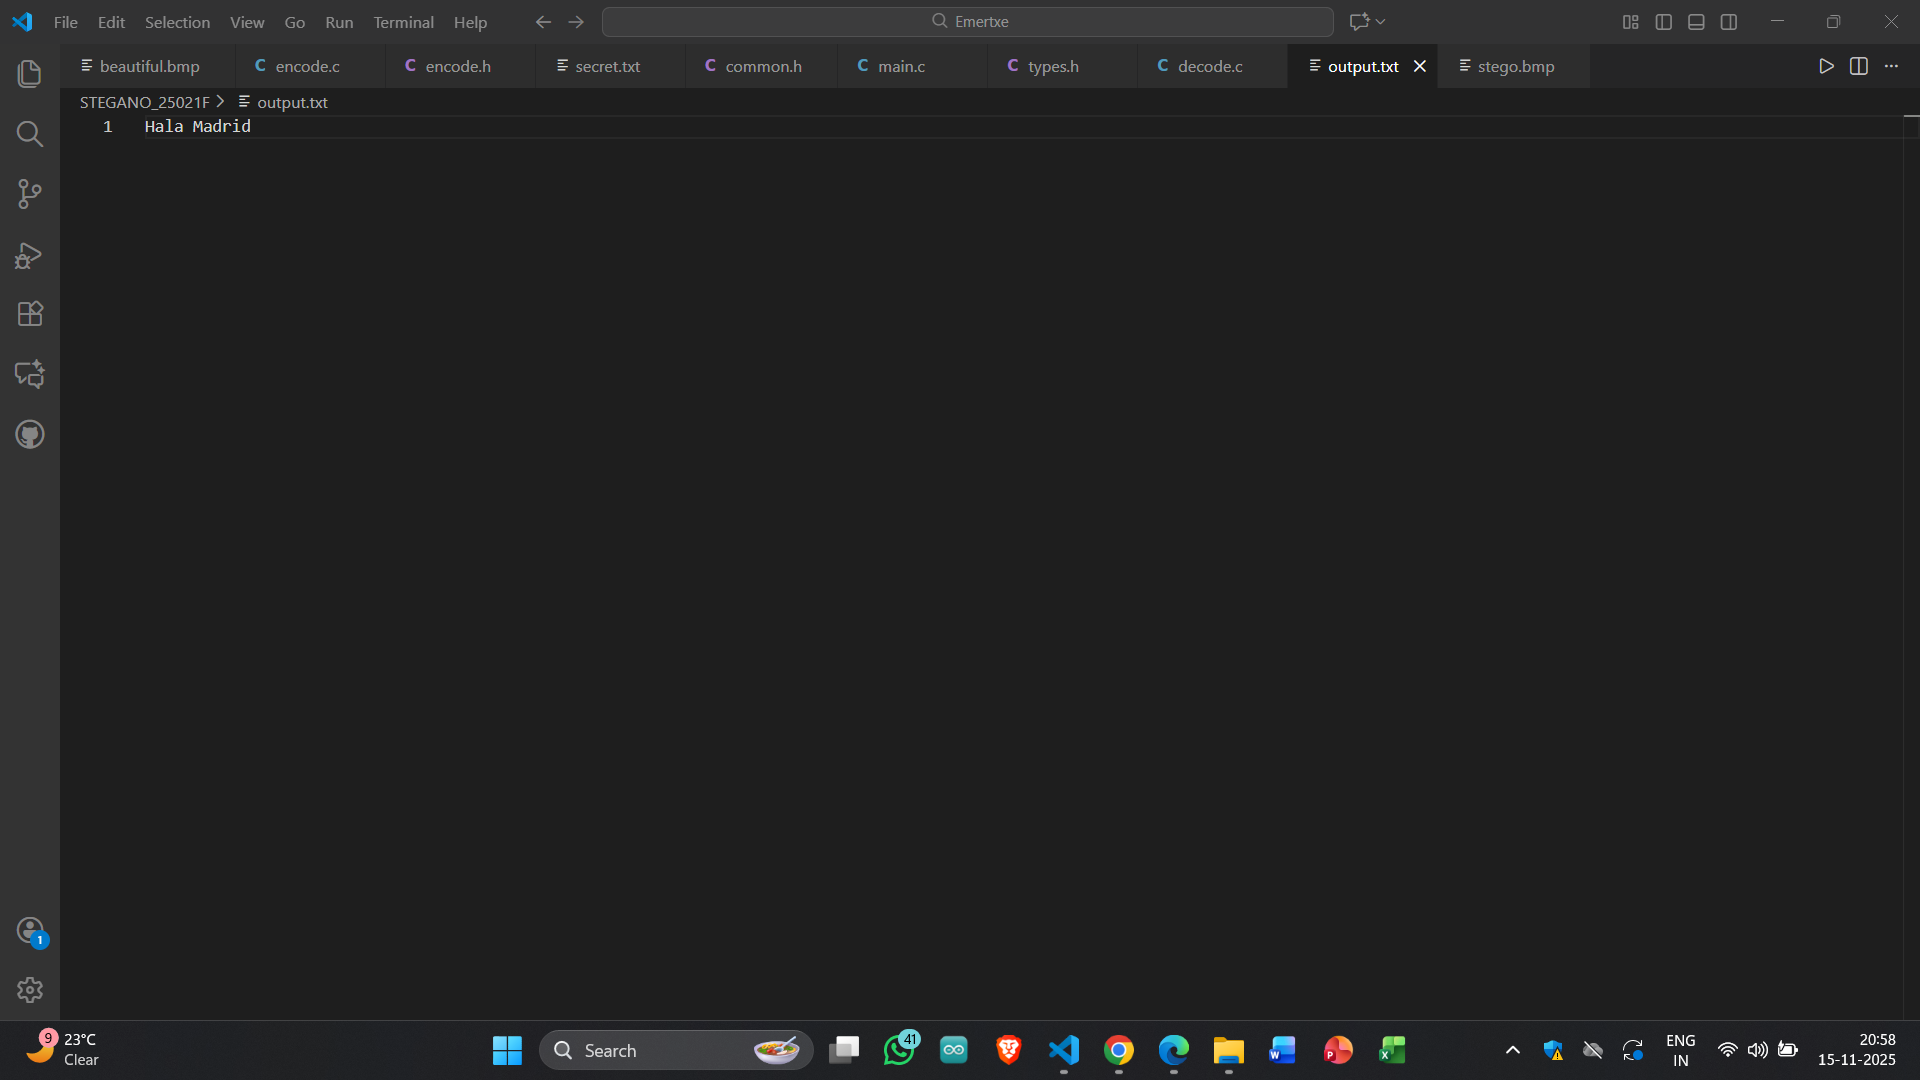 File Edit Selection View Go Run Terminal Help
Emertxe
beautiful.bmp
C encode.c
C encode.h
secret.txt
C common.h
C main.c
C types.h
C decode.c
output.txt
stego.bmp
STEGANO_25021F > output.txt
1 Hala Madrid
1
9
23°C
Clear
Search
41
W
P
X
ENG
IN
20:58
15-11-2025